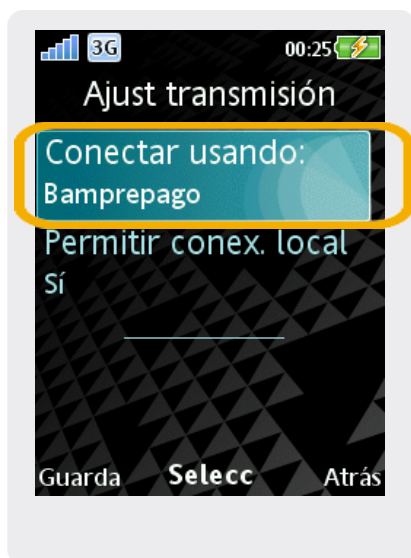 3G 00:25
Ajust transmisión
Conectar usando:
Bamprepago
Permitir conex. local
Sí
Guarda Selecc Atrás